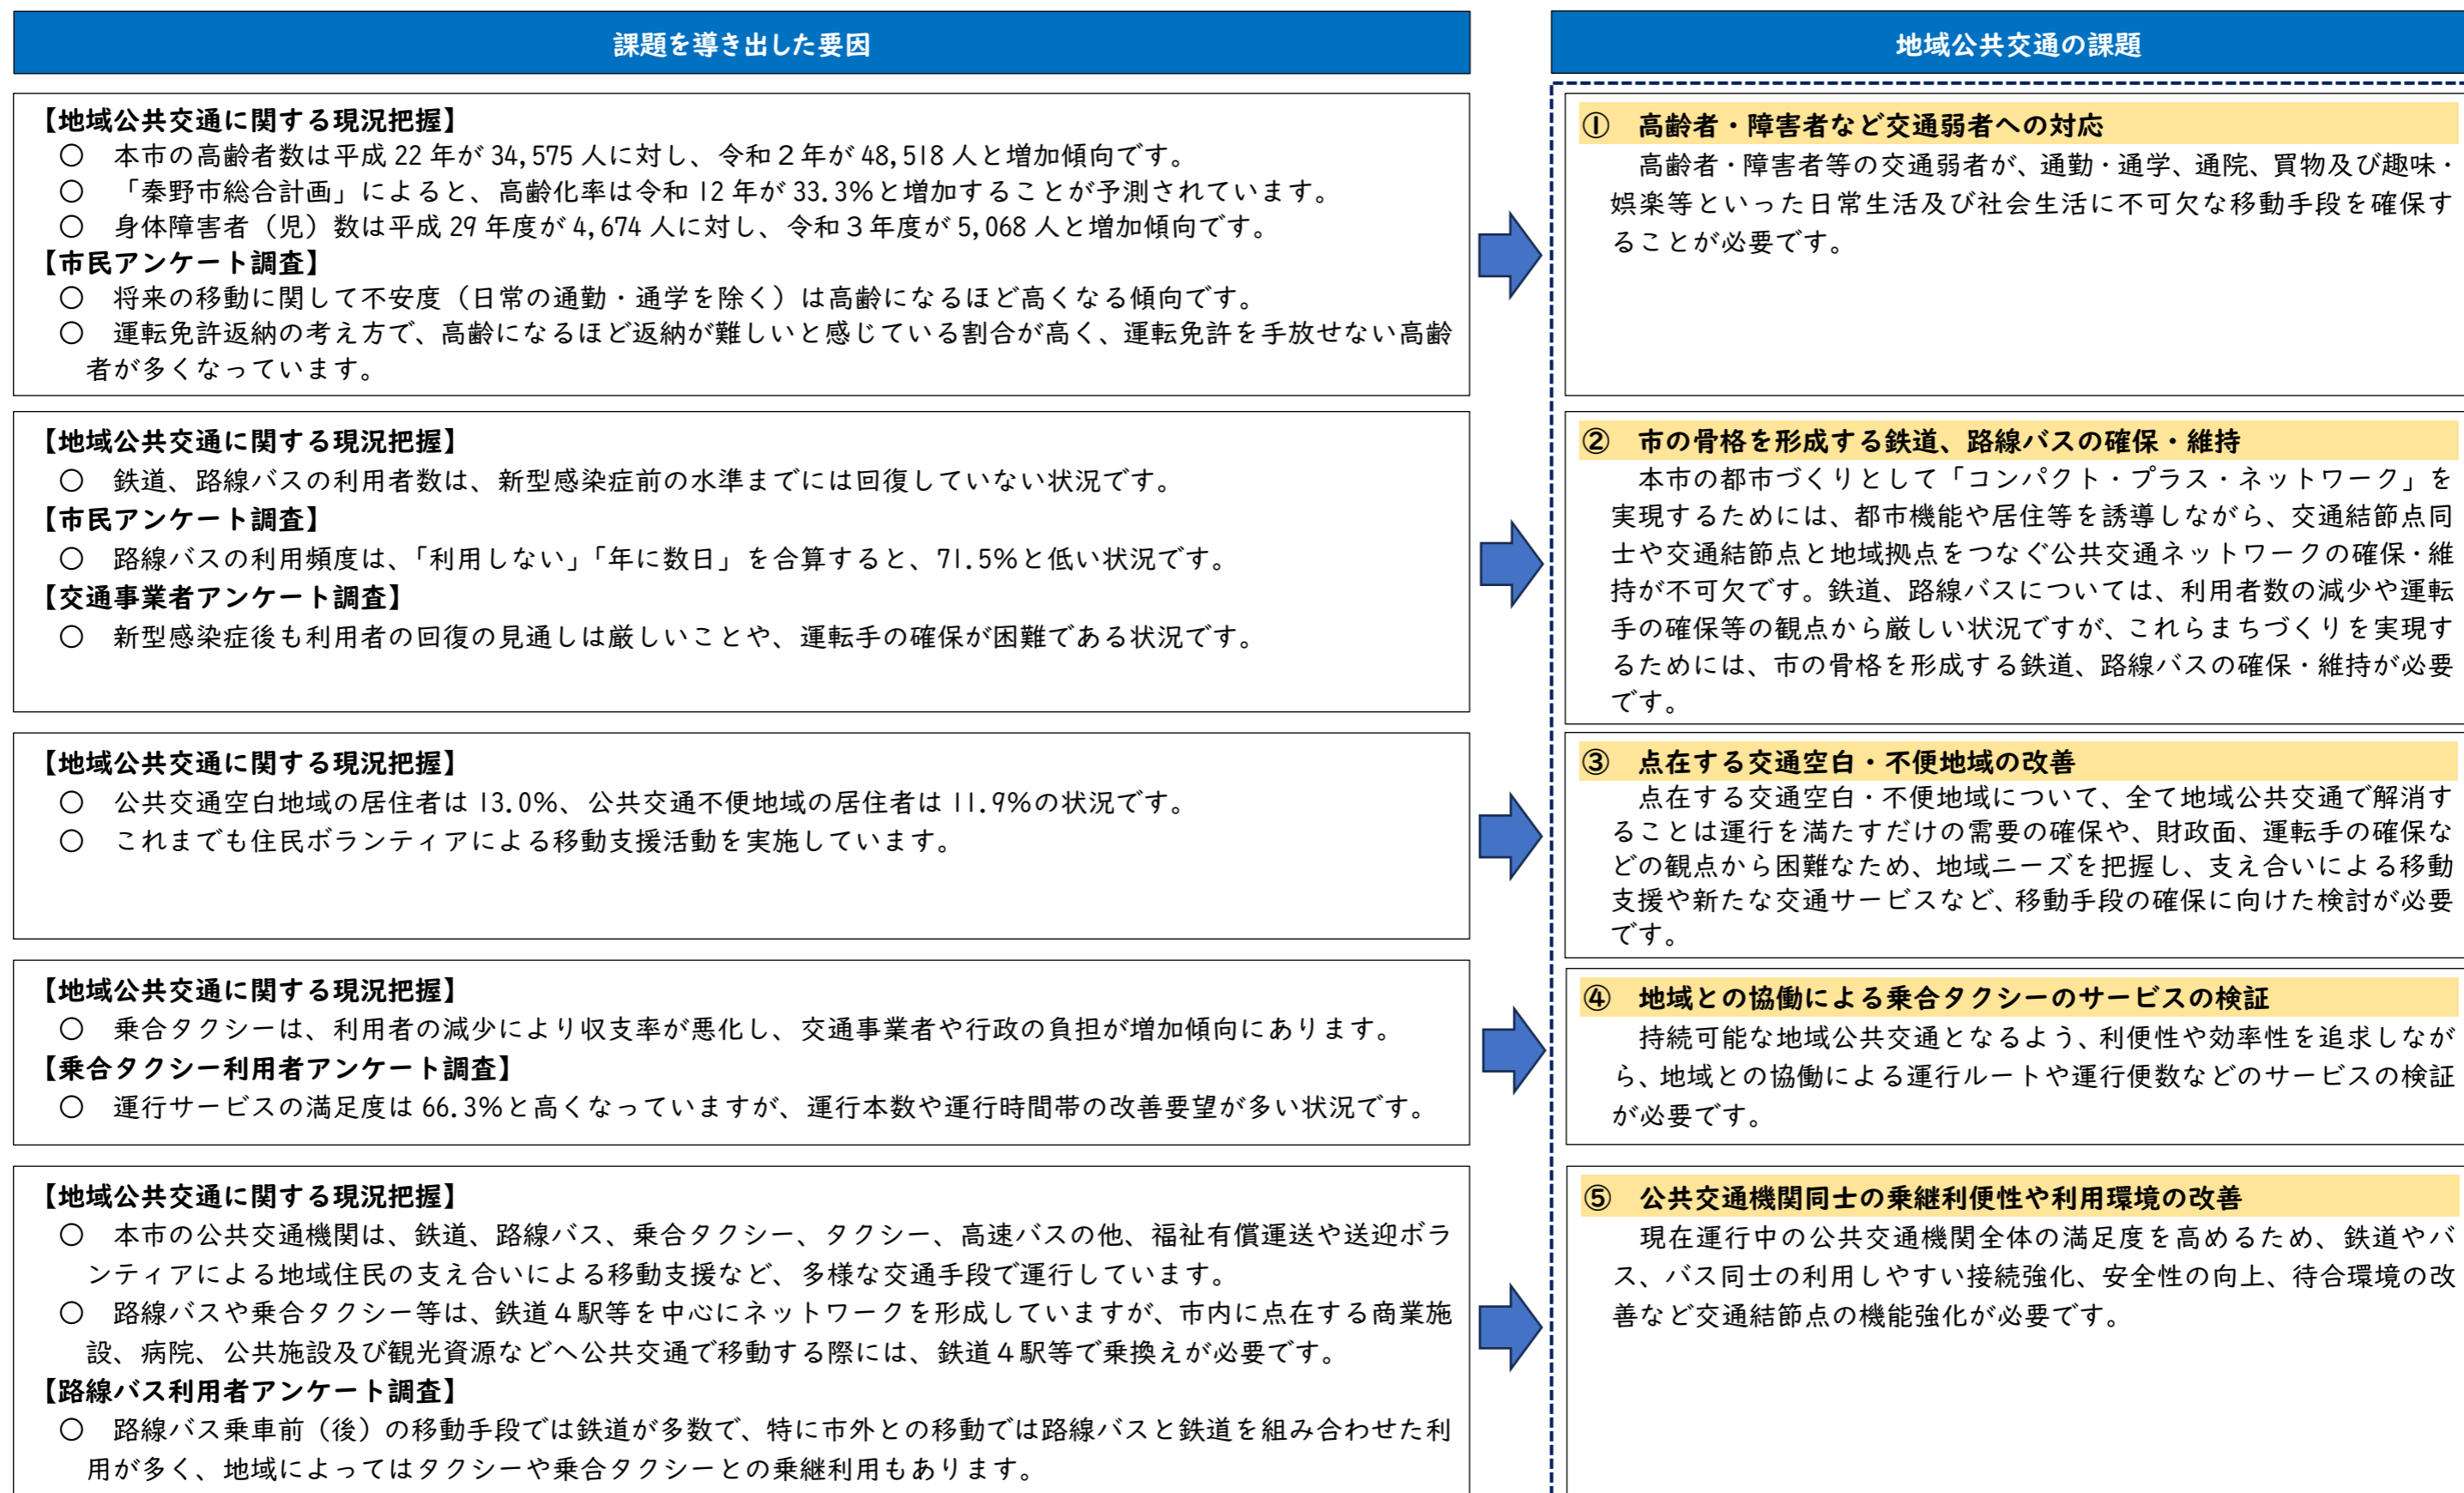 課題を導き出した要因
地域公共交通の課題
【地域公共交通に関する現況把握】
○　本市の高齢者数は平成 22 年が 34,575 人に対し、令和２年が 48,518 人と増加傾向です。
○　「秦野市総合計画」によると、高齢化率は令和 12 年が 33.3％と増加することが予測されています。
○　身体障害者（児）数は平成 29 年度が 4,674 人に対し、令和３年度が 5,068 人と増加傾向です。
【市民アンケート調査】
○　将来の移動に関して不安度（日常の通勤・通学を除く）は高齢になるほど高くなる傾向です。
○　運転免許返納の考え方で、高齢になるほど返納が難しいと感じている割合が高く、運転免許を手放せない高齢
者が多くなっています。
①　高齢者・障害者など交通弱者への対応
高齢者・障害者等の交通弱者が、通勤・通学、通院、買物及び趣味・
娯楽等といった日常生活及び社会生活に不可欠な移動手段を確保す
ることが必要です。
【地域公共交通に関する現況把握】
○　鉄道、路線バスの利用者数は、新型感染症前の水準までには回復していない状況です。
【市民アンケート調査】
○　路線バスの利用頻度は、「利用しない」「年に数日」を合算すると、71.5％と低い状況です。
【交通事業者アンケート調査】
○　新型感染症後も利用者の回復の見通しは厳しいことや、運転手の確保が困難である状況です。
②　市の骨格を形成する鉄道、路線バスの確保・維持
本市の都市づくりとして「コンパクト・プラス・ネットワーク」を
実現するためには、都市機能や居住等を誘導しながら、交通結節点同
士や交通結節点と地域拠点をつなぐ公共交通ネットワークの確保・維
持が不可欠です。鉄道、路線バスについては、利用者数の減少や運転
手の確保等の観点から厳しい状況ですが、これらまちづくりを実現す
るためには、市の骨格を形成する鉄道、路線バスの確保・維持が必要
です。
【地域公共交通に関する現況把握】
○　公共交通空白地域の居住者は 13.0％、公共交通不便地域の居住者は 11.9％の状況です。
○　これまでも住民ボランティアによる移動支援活動を実施しています。
③　点在する交通空白・不便地域の改善
点在する交通空白・不便地域について、全て地域公共交通で解消す
ることは運行を満たすだけの需要の確保や、財政面、運転手の確保な
どの観点から困難なため、地域ニーズを把握し、支え合いによる移動
支援や新たな交通サービスなど、移動手段の確保に向けた検討が必要
です。
【地域公共交通に関する現況把握】
○　乗合タクシーは、利用者の減少により収支率が悪化し、交通事業者や行政の負担が増加傾向にあります。
【乗合タクシー利用者アンケート調査】
○　運行サービスの満足度は 66.3％と高くなっていますが、運行本数や運行時間帯の改善要望が多い状況です。
④　地域との協働による乗合タクシーのサービスの検証
持続可能な地域公共交通となるよう、利便性や効率性を追求しなが
ら、地域との協働による運行ルートや運行便数などのサービスの検証
が必要です。
【地域公共交通に関する現況把握】
○　本市の公共交通機関は、鉄道、路線バス、乗合タクシー、タクシー、高速バスの他、福祉有償運送や送迎ボラ
ンティアによる地域住民の支え合いによる移動支援など、多様な交通手段で運行しています。
○　路線バスや乗合タクシー等は、鉄道４駅等を中心にネットワークを形成していますが、市内に点在する商業施
設、病院、公共施設及び観光資源などへ公共交通で移動する際には、鉄道４駅等で乗換えが必要です。
【路線バス利用者アンケート調査】
○　路線バス乗車前（後）の移動手段では鉄道が多数で、特に市外との移動では路線バスと鉄道を組み合わせた利
用が多く、地域によってはタクシーや乗合タクシーとの乗継利用もあります。
⑤　公共交通機関同士の乗継利便性や利用環境の改善
現在運行中の公共交通機関全体の満足度を高めるため、鉄道やバ
ス、バス同士の利用しやすい接続強化、安全性の向上、待合環境の改
善など交通結節点の機能強化が必要です。